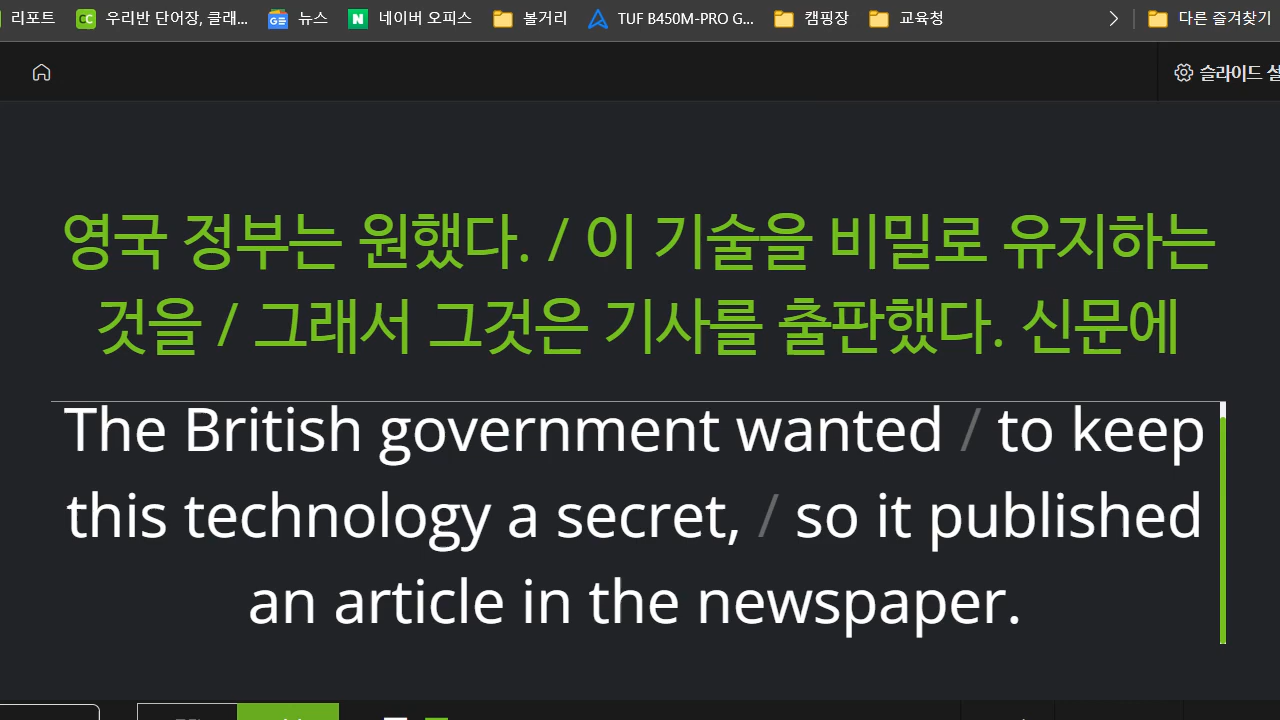 리포트 우리반 단어장, 클래... 뉴스 네이버 오피스 볼거리 TUF B450M-PRO G... 캠핑장 교육청 다른 즐겨찾기
슬라이드
영국 정부는 원했다. / 이 기술을 비밀로 유지하는
것을 / 그래서 그것은 기사를 출판했다. 신문에
The British government wanted / to keep
this technology a secret, / so it published
an article in the newspaper.